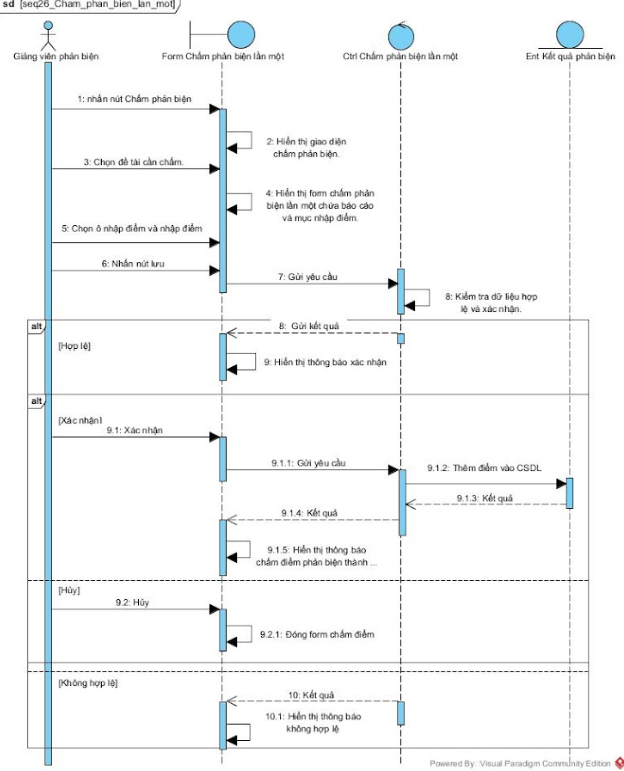 sd [seq26_Cham_phan_bien_lan_mot]
Giảng viên phản biện
Form Chấm phản biện lần một
Ctrl Chấm phản biện lần một
Ent Kết quả phản biện
1: nhấn nút Chấm phản biện
2: Hiển thị giao diện
chấm phản biện.
3: Chọn đề tài cần chấm.
4: Hiển thị form chấm phản
biện lần một chứa báo cáo
và mục nhập điểm.
5: Chọn ô nhập điểm và nhập điểm
6: Nhấn nút lưu
7: Gửi yêu cầu
8: Kiểm tra dữ liệu hợp
lệ và xác nhận.
alt
8: Gửi kết quả
[Hợp lệ]
9: Hiển thị thông báo xác nhận
alt
[Xác nhận]
9.1: Xác nhận
9.1.1: Gửi yêu cầu
9.1.2: Thêm điểm vào CSDL
9.1.3: Kết quả
9.1.4: Kết quả
9.1.5: Hiển thị thông báo
chấm điểm phản biện thành ...
[Hủy]
9.2: Hủy
9.2.1: Đóng form chấm điểm
[Không hợp lệ]
10: Kết quả
10.1: Hiển thị thông báo
không hợp lệ
Powered By: Visual Paradigm Community Edition